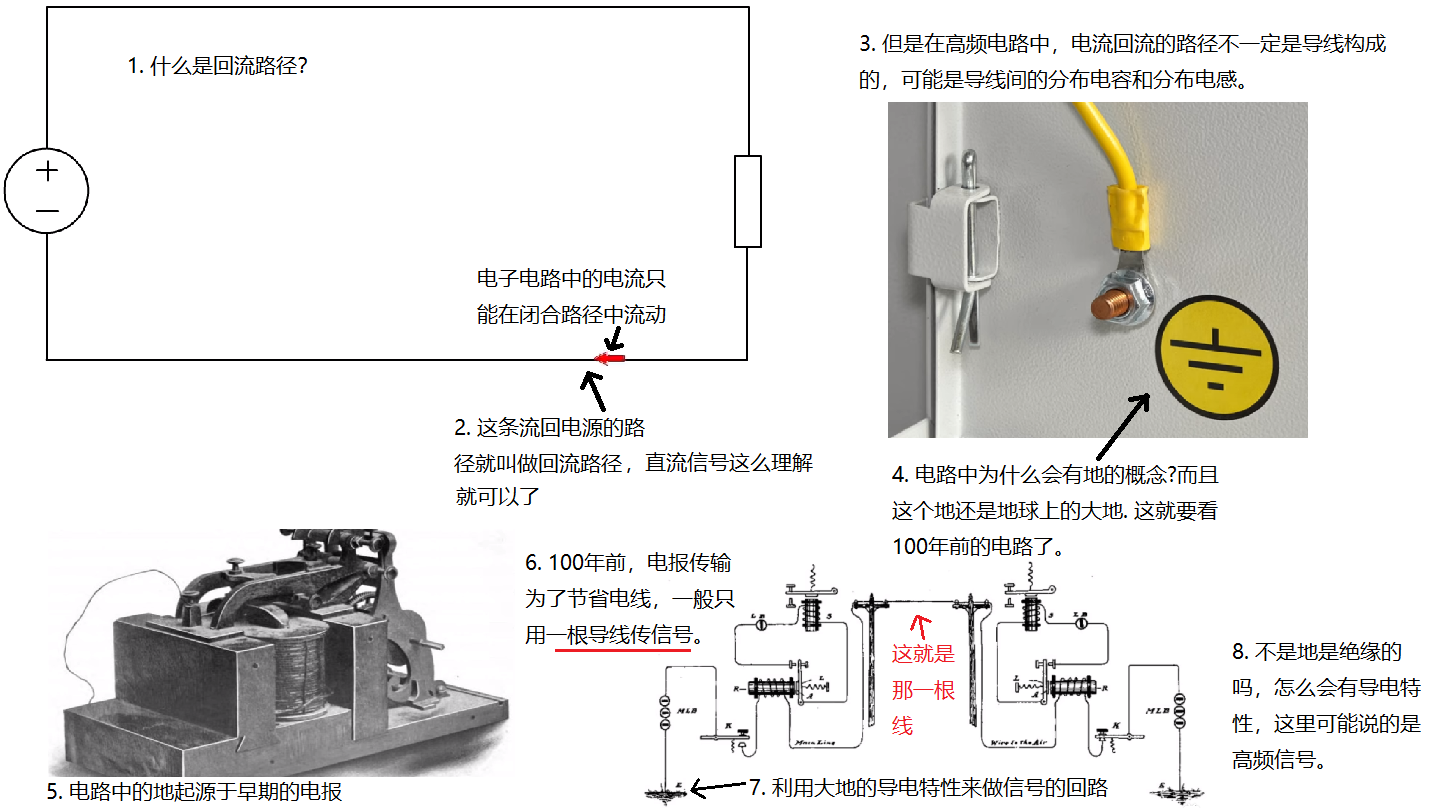 1. 什么是回流路径?
电子电路中的电流只
能在闭合路径中流动
2. 这条流回电源的路
径就叫做回流路径，直流信号这么理解
就可以了
3. 但是在高频电路中，电流回流的路径不一定是导线构成
的，可能是导线间的分布电容和分布电感。
4. 电路中为什么会有地的概念?而且
这个地还是地球上的大地. 这就要看
100年前的电路了。
5. 电路中的地起源于早期的电报
6. 100年前，电报传输
为了节省电线，一般只
用一根导线传信号。
这就是
那一根
线
L B
S
L
R
A
MLB
K
Main Line
E
S
L B
L
A
R
MLB
K
Wire In the Air
E
7. 利用大地的导电特性来做信号的回路
8. 不是地是绝缘的
吗，怎么会有导电特
性，这里可能说的是
高频信号。